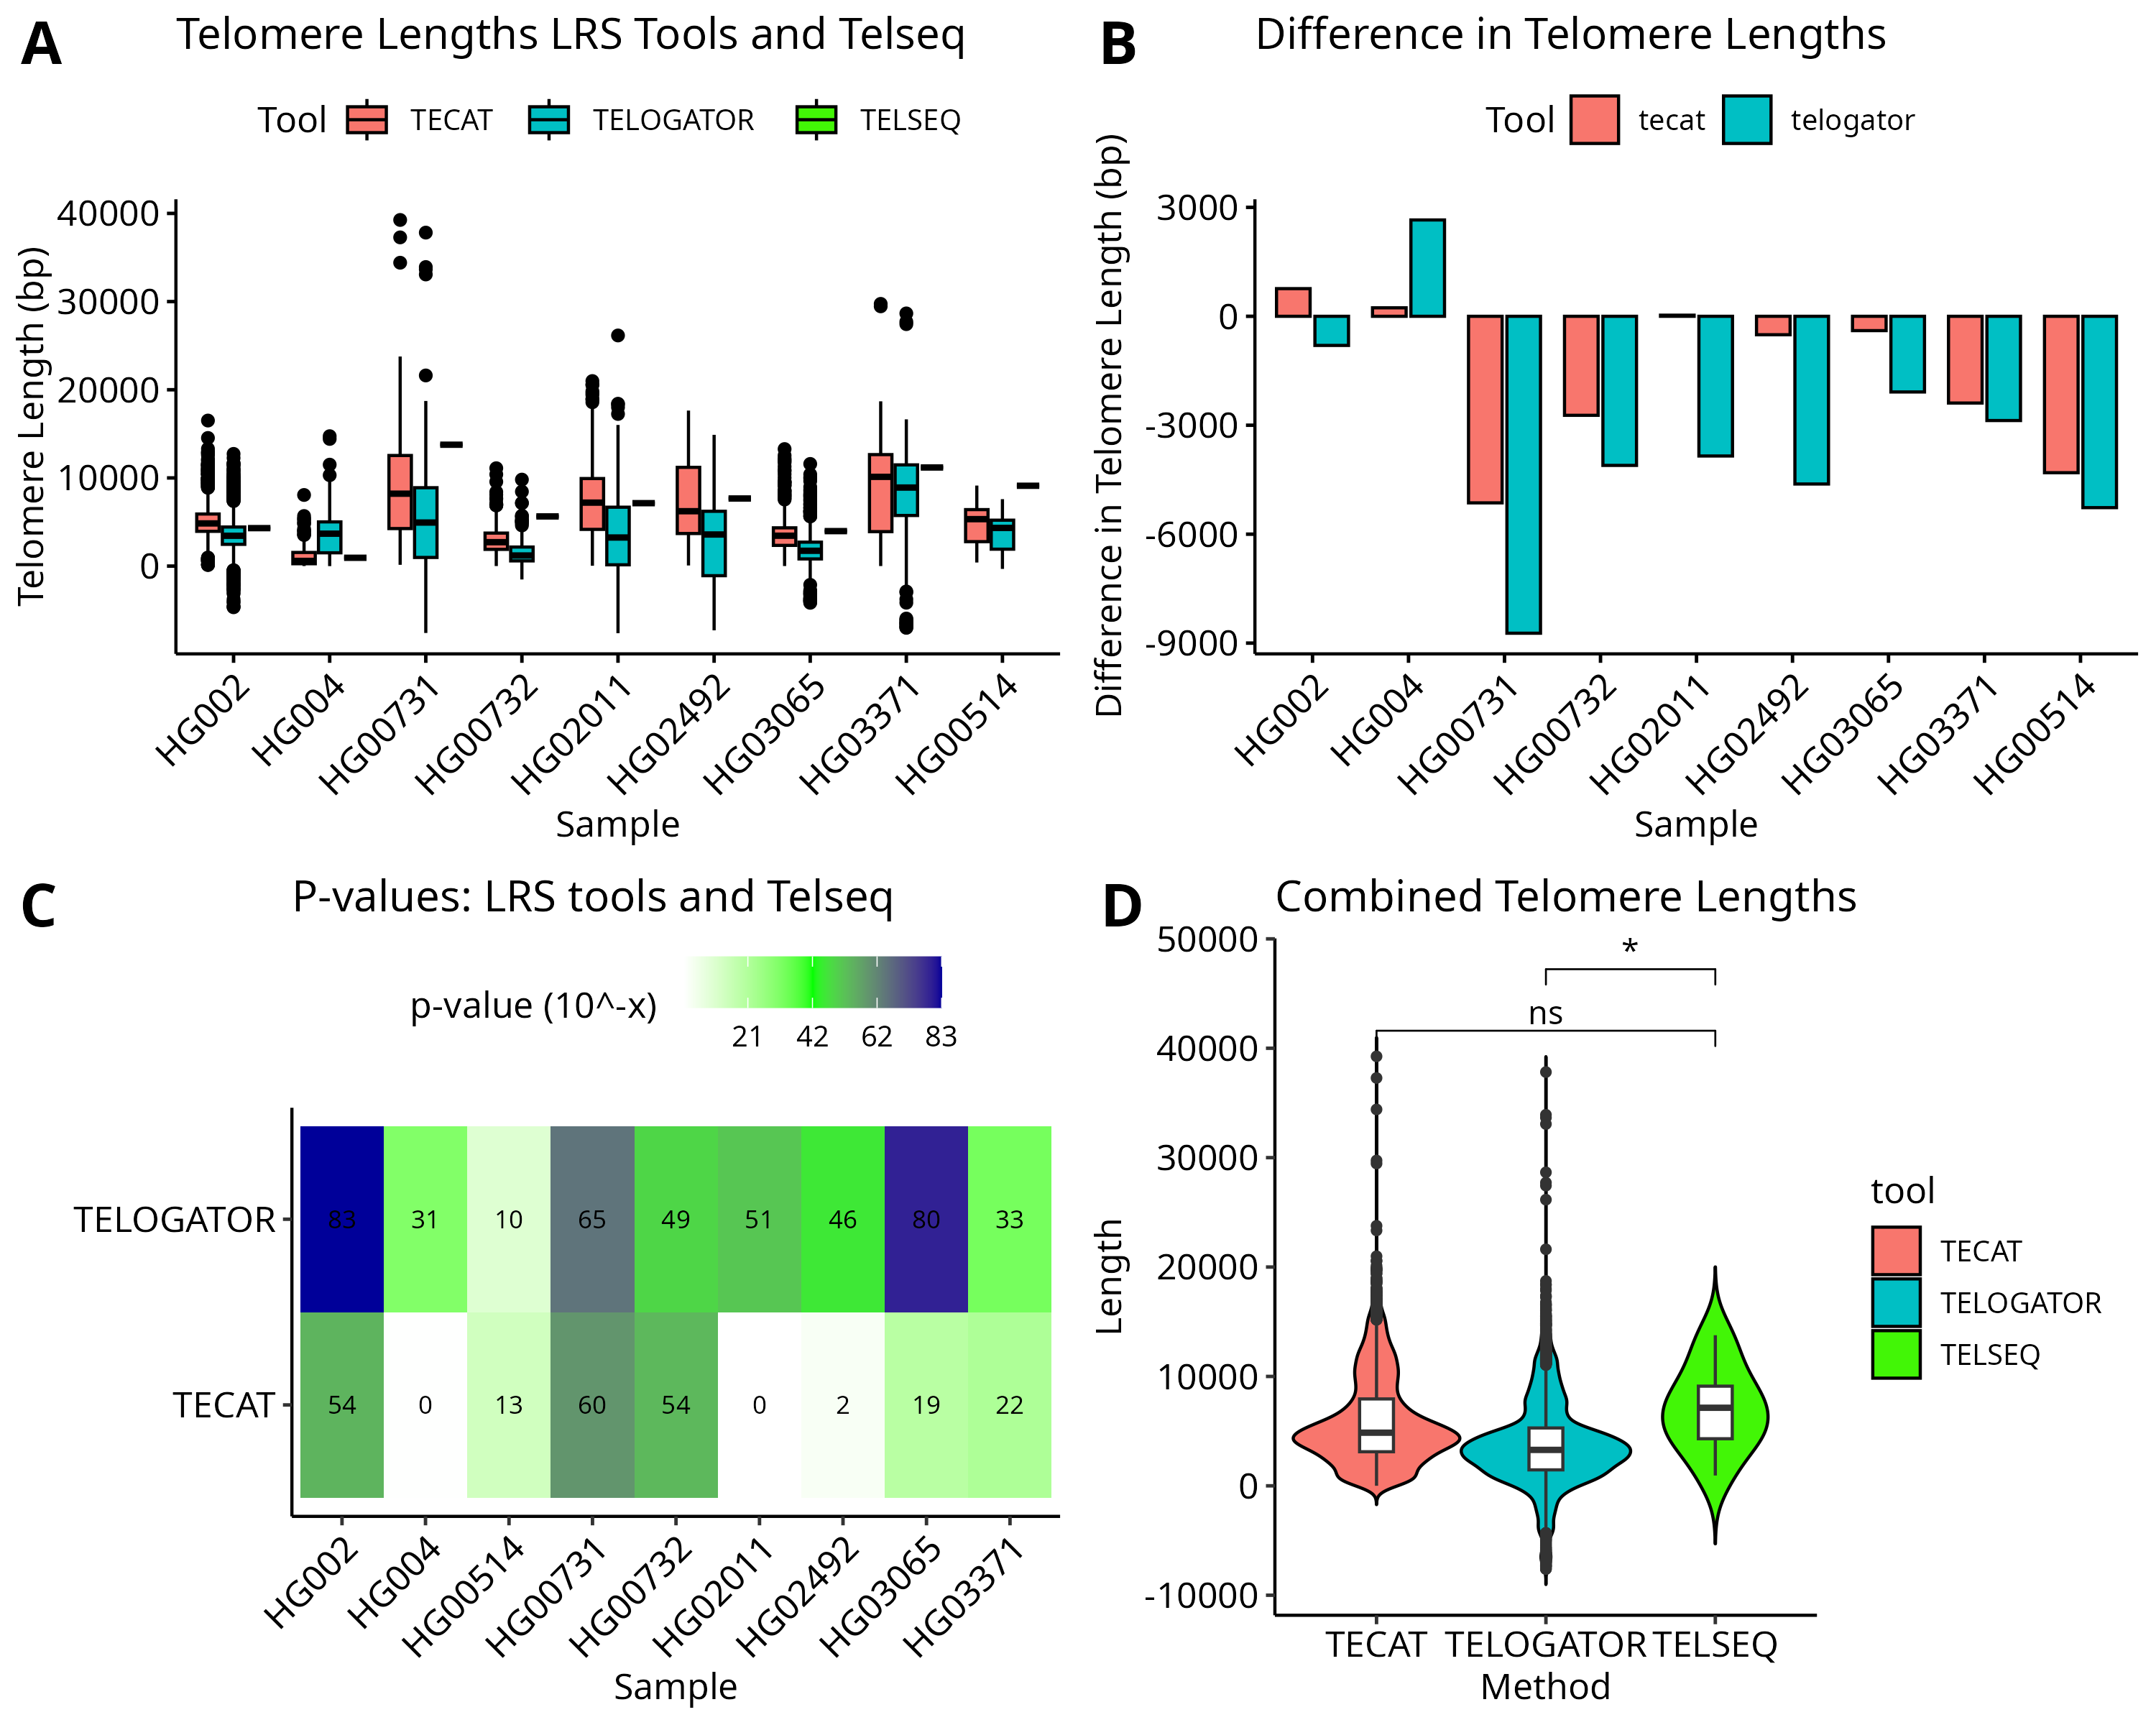 A
Telomere Lengths LRS Tools and Telseq
Tool TECAT TELOGATOR TELSEQ
Telomere Length (bp)
40000
30000
20000
10000
0
HG002 HG004 HG00731 HG00732 HG02011 HG02492 HG03065 HG03371 HG00514
Sample
B
Difference in Telomere Lengths
Tool tecat telogator
Difference in Telomere Length (bp)
3000
0
-3000
-6000
-9000
HG002 HG004 HG00731 HG00732 HG02011 HG02492 HG03065 HG03371 HG00514
Sample
C
P-values: LRS tools and Telseq
p-value (10^-x)
21 42 62 83
TELOGATOR 83 31 10 65 49 51 46 80 33
TECAT 54 0 13 60 54 0 2 19 22
HG002 HG004 HG00514 HG00731 HG00732 HG02011 HG02492 HG03065 HG03371
Sample
D
Combined Telomere Lengths
Length
50000
40000
30000
20000
10000
0
-10000
*
ns
TECAT TELOGATOR TELSEQ
Method
tool
TECAT
TELOGATOR
TELSEQ